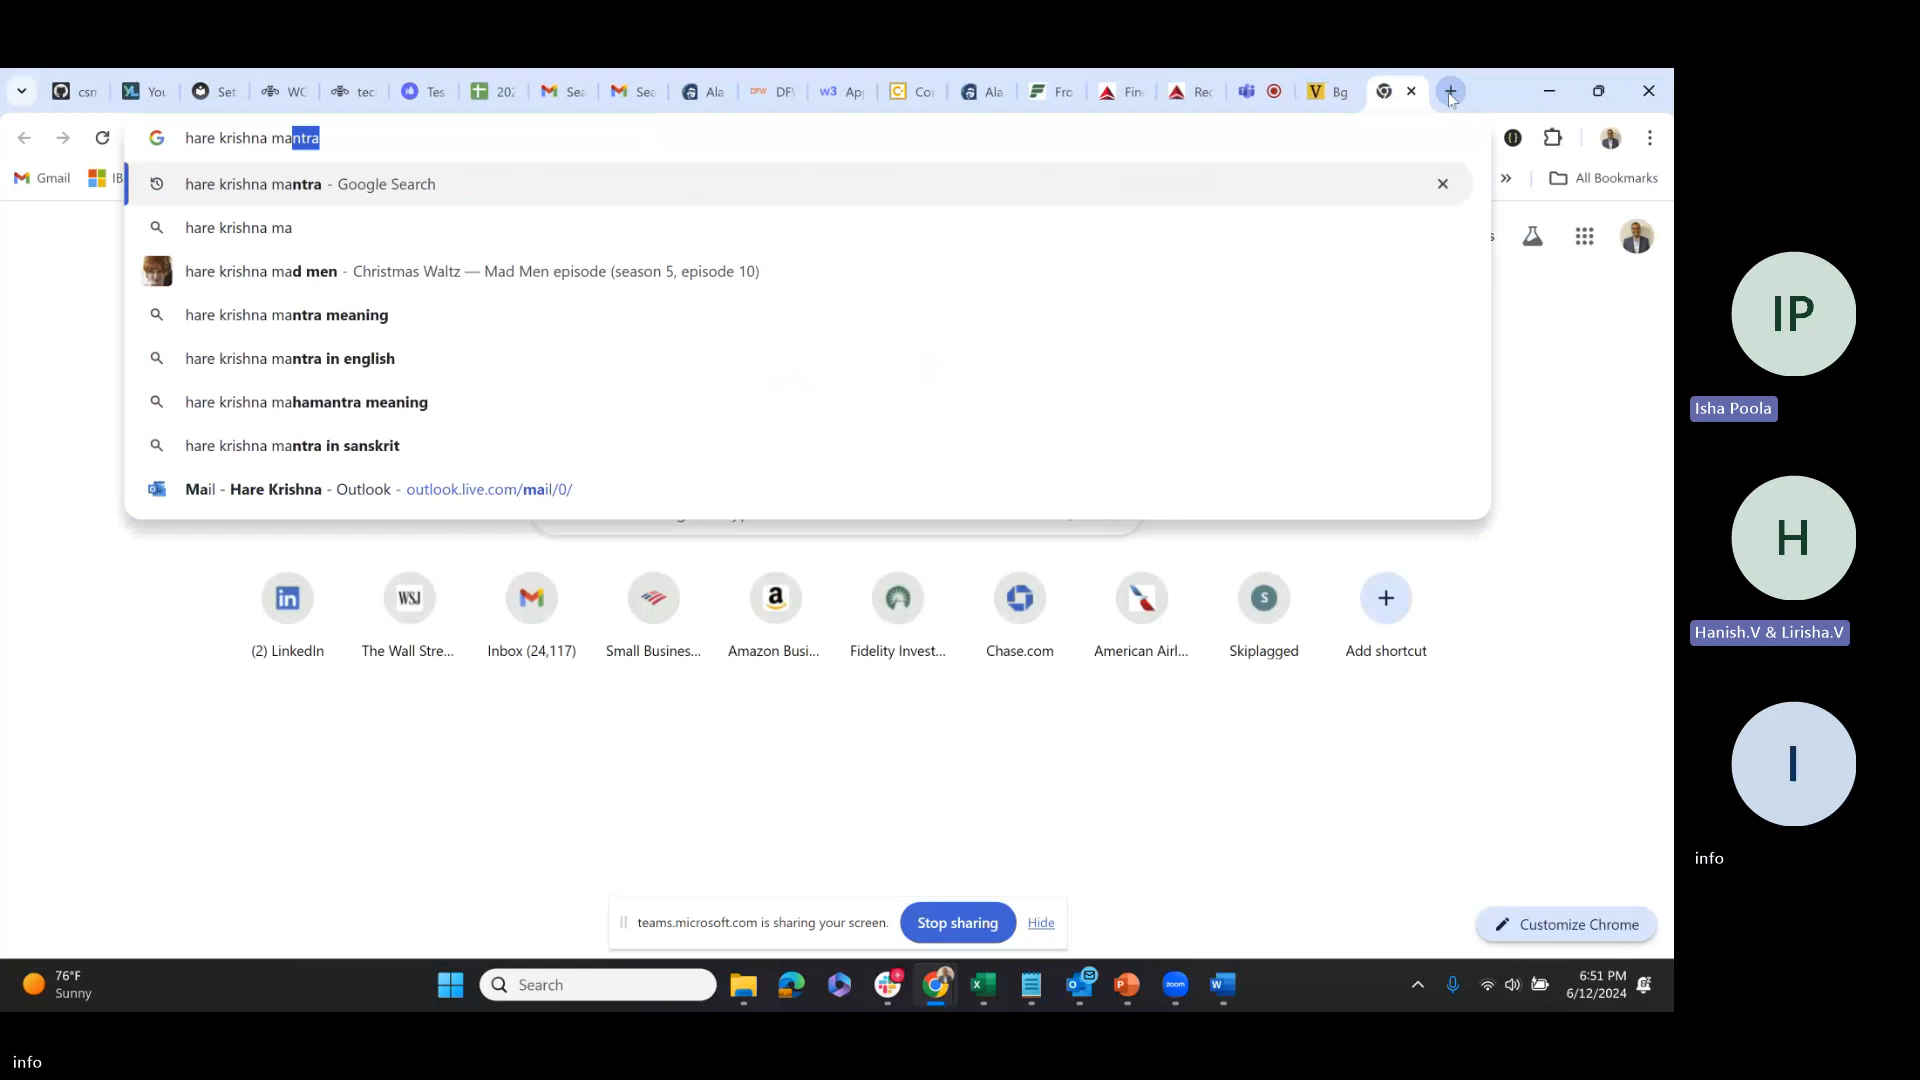 csn
You
Set
WC
tec
Tes
202
Sea
Sea
Ala
DFW DF
w3 App
Co
Ala
Fro
Fin
Rec
V Bg
hare krishna mantra
hare krishna mantra - Google Search
Gmail
IB
All Bookmarks
hare krishna ma
hare krishna mad men - Christmas Waltz — Mad Men episode (season 5, episode 10)
hare krishna mantra meaning
hare krishna mantra in english
hare krishna mahamantra meaning
hare krishna mantra in sanskrit
Mail - Hare Krishna - Outlook - outlook.live.com/mail/0/
in
WSJ
a
S
(2) LinkedIn
The Wall Stre...
Inbox (24,117)
Small Busines...
Amazon Busi...
Fidelity Invest...
Chase.com
American Airl...
Skiplagged
Add shortcut
teams.microsoft.com is sharing your screen.
Stop sharing
Hide
Customize Chrome
76°F
Sunny
Search
zoom
6:51 PM
6/12/2024
IP
Isha Poola
H
Hanish.V & Lirisha.V
I
info
info